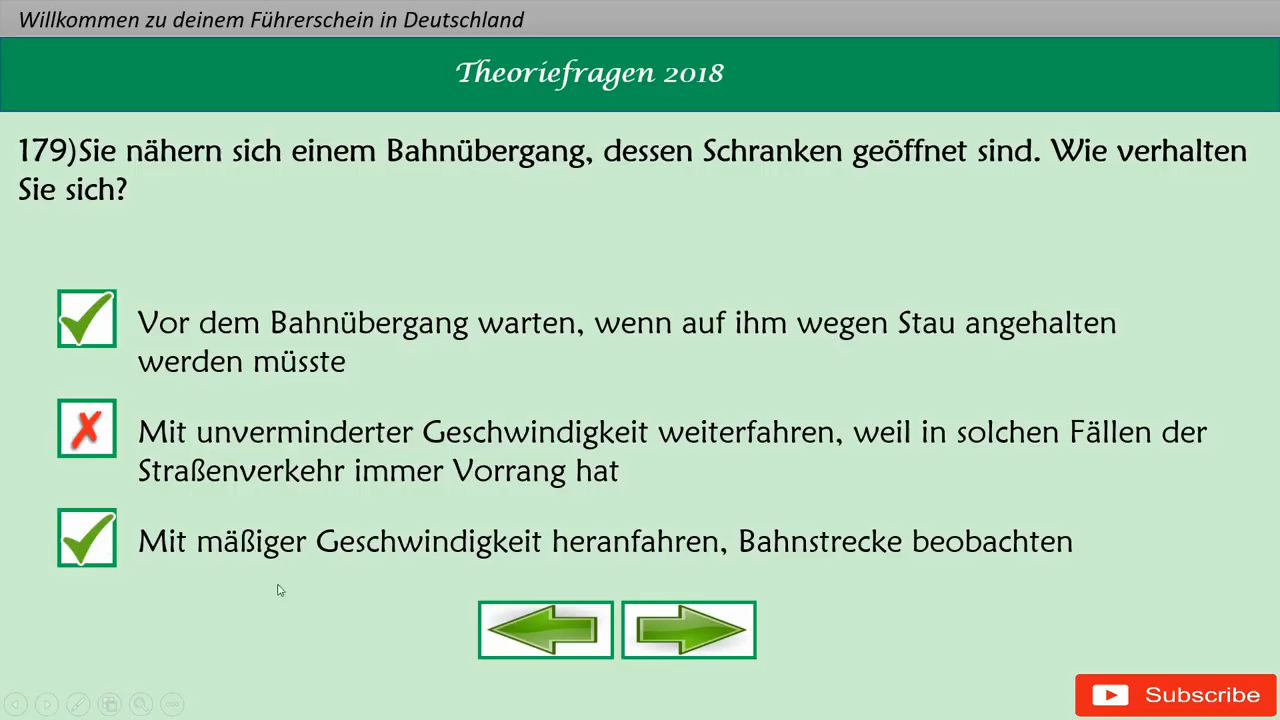 Willkommen zu deinem Führerschein in Deutschland
Theoriefragen 2018
179)Sie nähern sich einem Bahnübergang, dessen Schranken geöffnet sind. Wie verhalten
Sie sich?
Vor dem Bahnübergang warten, wenn auf ihm wegen Stau angehalten
werden müsste
Mit unverminderter Geschwindigkeit weiterfahren, weil in solchen Fällen der
Straßenverkehr immer Vorrang hat
Mit mäßiger Geschwindigkeit heranfahren, Bahnstrecke beobachten
Subscribe